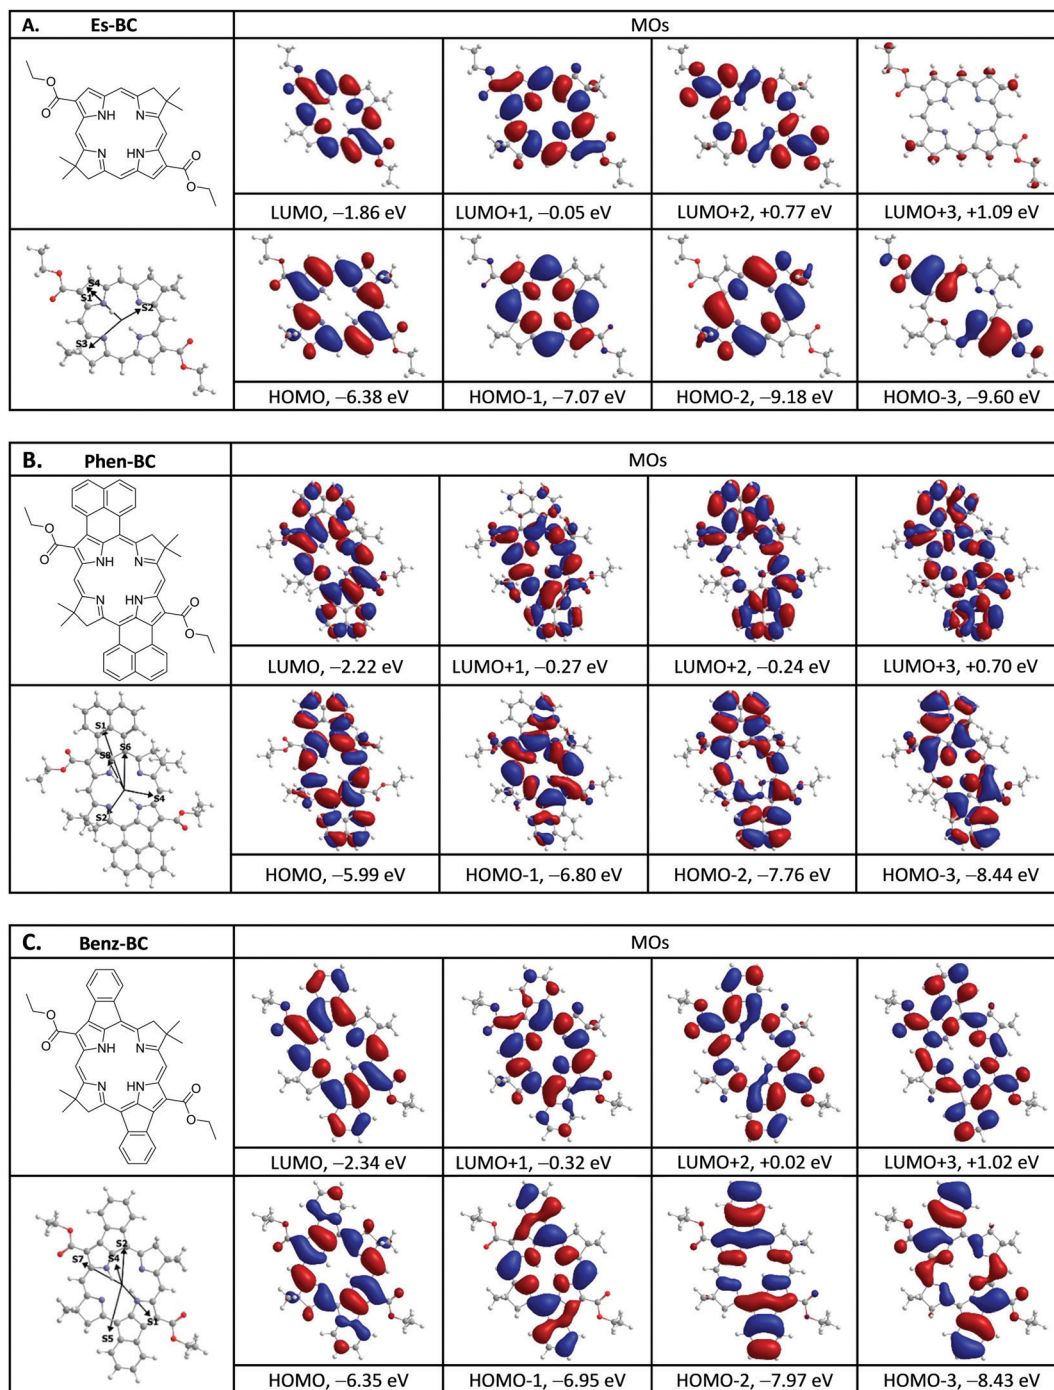 A. Es-BC MOs
O
O
NH N
N HN
O
O
LUMO, −1.86 eV LUMO+1, −0.05 eV LUMO+2, +0.77 eV LUMO+3, +1.09 eV
S4
S1
S2
S3
HOMO, −6.38 eV HOMO-1, −7.07 eV HOMO-2, −9.18 eV HOMO-3, −9.60 eV
B. Phen-BC MOs
O
O
NH N
N HN
O
O
LUMO, −2.22 eV LUMO+1, −0.27 eV LUMO+2, −0.24 eV LUMO+3, +0.70 eV
S1
S6
S8
S4
S2
HOMO, −5.99 eV HOMO-1, −6.80 eV HOMO-2, −7.76 eV HOMO-3, −8.44 eV
C. Benz-BC MOs
O
O
NH N
N HN
O
O
LUMO, −2.34 eV LUMO+1, −0.32 eV LUMO+2, +0.02 eV LUMO+3, +1.02 eV
S2
S7 S4
S1
S5
HOMO, −6.35 eV HOMO-1, −6.95 eV HOMO-2, −7.97 eV HOMO-3, −8.43 eV